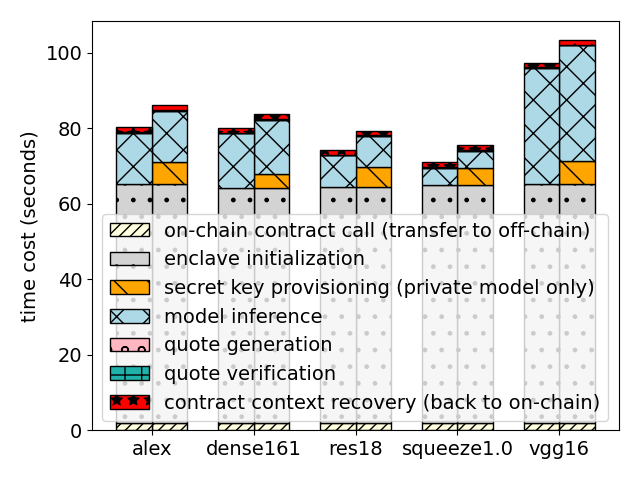 time cost (seconds)
100
80
60
40
20
0
on-chain contract call (transfer to off-chain)
enclave initialization
secret key provisioning (private model only)
model inference
quote generation
quote verification
contract context recovery (back to on-chain)
alex dense161 res18 squeeze1.0 vgg16